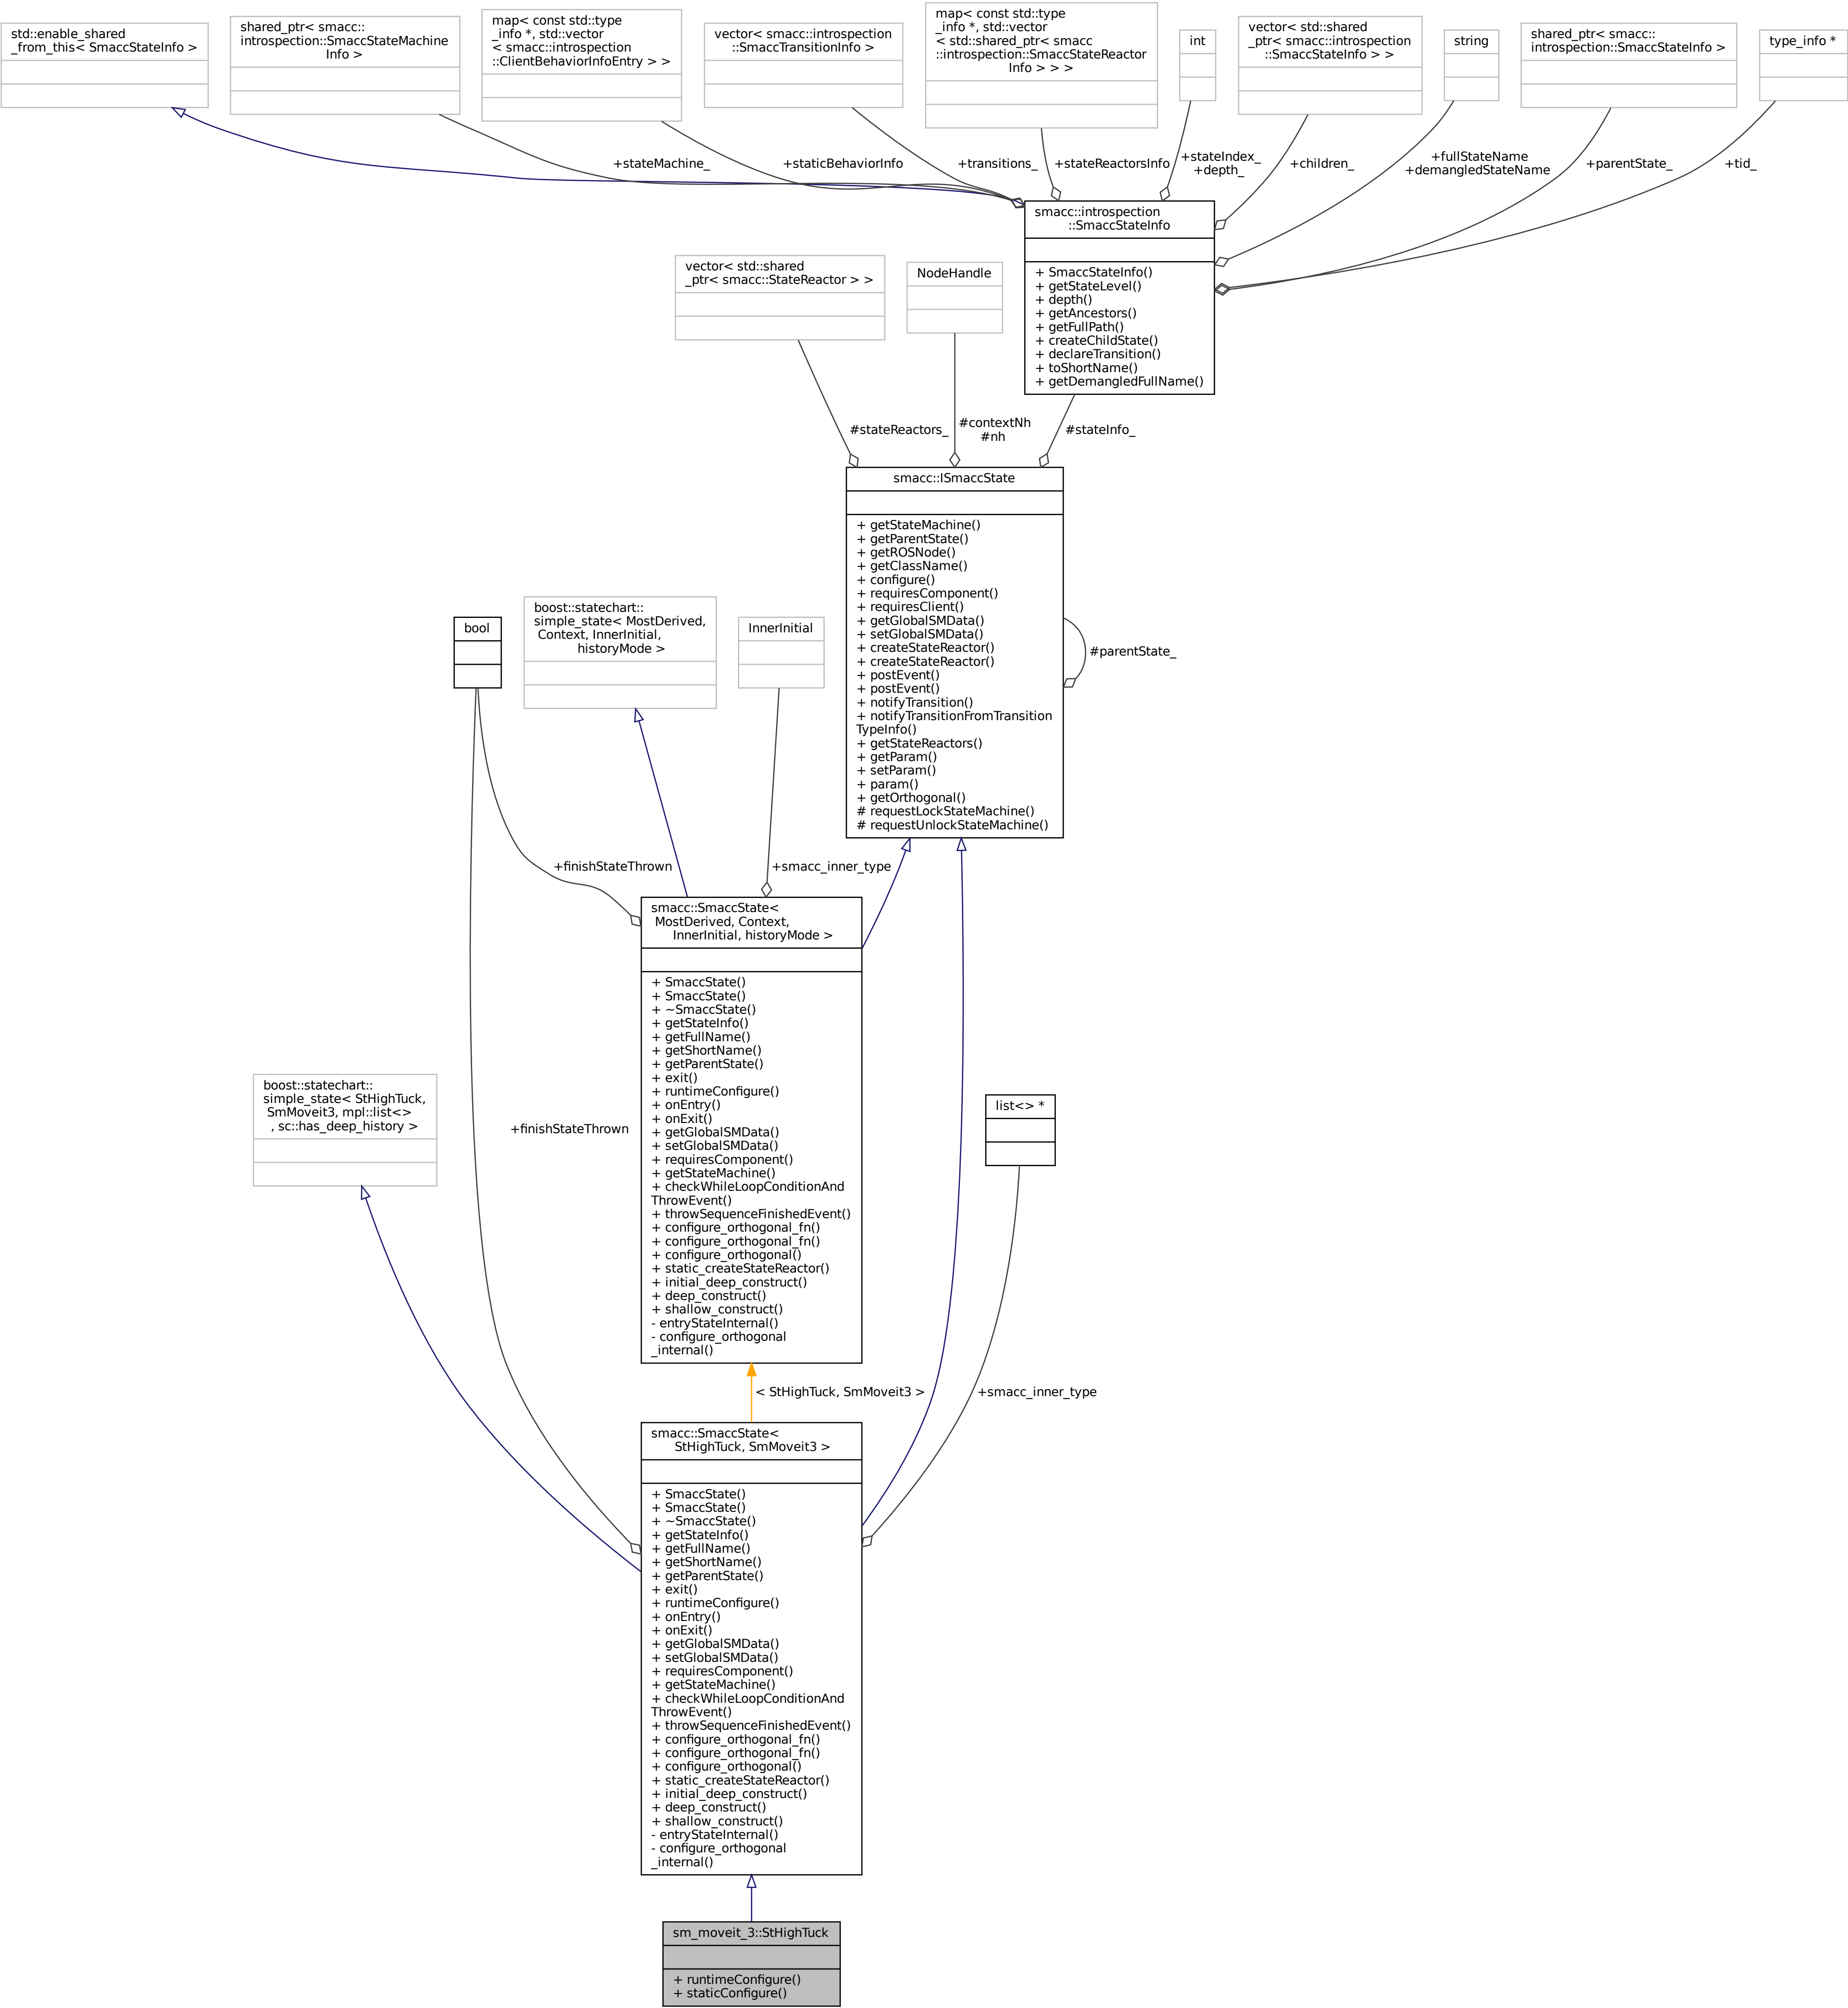 std::enable_shared
_from_this< SmaccStateInfo >
shared_ptr< smacc::
introspection::SmaccStateMachine
Info >
map< const std::type
_info *, std::vector
< smacc::introspection
::ClientBehaviorInfoEntry > >
vector< smacc::introspection
::SmaccTransitionInfo >
map< const std::type
_info *, std::vector
< std::shared_ptr< smacc
::introspection::SmaccStateReactor
Info > > >
int
vector< std::shared
_ptr< smacc::introspection
::SmaccStateInfo > >
string
shared_ptr< smacc::
introspection::SmaccStateInfo >
type_info *
+stateMachine_
+staticBehaviorInfo
+transitions_
+stateReactorsInfo
+stateIndex_
+depth_
+children_
+fullStateName
+demangledStateName
+parentState_
+tid_
smacc::introspection
::SmaccStateInfo
+ SmaccStateInfo()
+ getStateLevel()
+ depth()
+ getAncestors()
+ getFullPath()
+ createChildState()
+ declareTransition()
+ toShortName()
+ getDemangledFullName()
vector< std::shared
_ptr< smacc::StateReactor > >
NodeHandle
#stateReactors_
#contextNh
#nh
#stateInfo_
smacc::ISmaccState
+ getStateMachine()
+ getParentState()
+ getROSNode()
+ getClassName()
+ configure()
+ requiresComponent()
+ requiresClient()
+ getGlobalSMData()
+ setGlobalSMData()
+ createStateReactor()
+ createStateReactor()
+ postEvent()
+ postEvent()
+ notifyTransition()
+ notifyTransitionFromTransition
TypeInfo()
+ getStateReactors()
+ getParam()
+ setParam()
+ param()
+ getOrthogonal()
# requestLockStateMachine()
# requestUnlockStateMachine()
#parentState_
bool
boost::statechart::
simple_state< MostDerived,
Context, InnerInitial,
historyMode >
InnerInitial
+finishStateThrown
+smacc_inner_type
smacc::SmaccState<
MostDerived, Context,
InnerInitial, historyMode >
+ SmaccState()
+ SmaccState()
+ ~SmaccState()
+ getStateInfo()
+ getFullName()
+ getShortName()
+ getParentState()
+ exit()
+ runtimeConfigure()
+ onEntry()
+ onExit()
+ getGlobalSMData()
+ setGlobalSMData()
+ requiresComponent()
+ getStateMachine()
+ checkWhileLoopConditionAnd
ThrowEvent()
+ throwSequenceFinishedEvent()
+ configure_orthogonal_fn()
+ configure_orthogonal_fn()
+ configure_orthogonal()
+ static_createStateReactor()
+ initial_deep_construct()
+ deep_construct()
+ shallow_construct()
- entryStateInternal()
- configure_orthogonal
_internal()
boost::statechart::
simple_state< StHighTuck,
SmMoveit3, mpl::list<>
, sc::has_deep_history >
+finishStateThrown
list<> *
< StHighTuck, SmMoveit3 >
+smacc_inner_type
smacc::SmaccState<
StHighTuck, SmMoveit3 >
+ SmaccState()
+ SmaccState()
+ ~SmaccState()
+ getStateInfo()
+ getFullName()
+ getShortName()
+ getParentState()
+ exit()
+ runtimeConfigure()
+ onEntry()
+ onExit()
+ getGlobalSMData()
+ setGlobalSMData()
+ requiresComponent()
+ getStateMachine()
+ checkWhileLoopConditionAnd
ThrowEvent()
+ throwSequenceFinishedEvent()
+ configure_orthogonal_fn()
+ configure_orthogonal_fn()
+ configure_orthogonal()
+ static_createStateReactor()
+ initial_deep_construct()
+ deep_construct()
+ shallow_construct()
- entryStateInternal()
- configure_orthogonal
_internal()
sm_moveit_3::StHighTuck
+ runtimeConfigure()
+ staticConfigure()